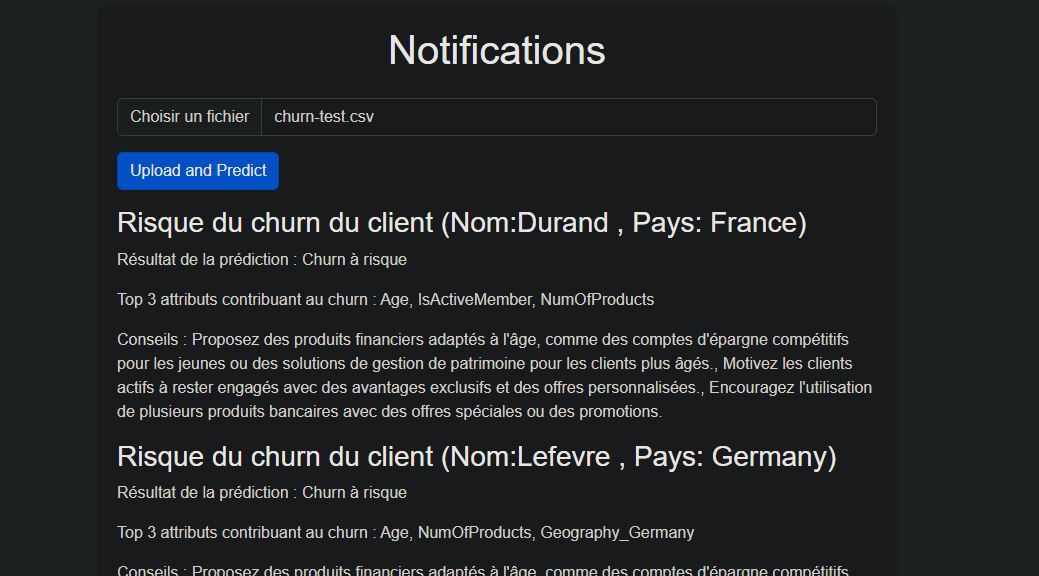 Notifications
Choisir un fichier churn-test.csv
Upload and Predict
Risque du churn du client (Nom:Durand , Pays: France)
Résultat de la prédiction : Churn à risque
Top 3 attributs contribuant au churn : Age, IsActiveMember, NumOfProducts
Conseils : Proposez des produits financiers adaptés à l'âge, comme des comptes d'épargne compétitifs
pour les jeunes ou des solutions de gestion de patrimoine pour les clients plus âgés., Motivez les clients
actifs à rester engagés avec des avantages exclusifs et des offres personnalisées., Encouragez l'utilisation
de plusieurs produits bancaires avec des offres spéciales ou des promotions.
Risque du churn du client (Nom:Lefevre , Pays: Germany)
Résultat de la prédiction : Churn à risque
Top 3 attributs contribuant au churn : Age, NumOfProducts, Geography_Germany
Conseils : Proposez des produits financiers adaptés à l'âge, comme des comptes d'épargne compétitifs